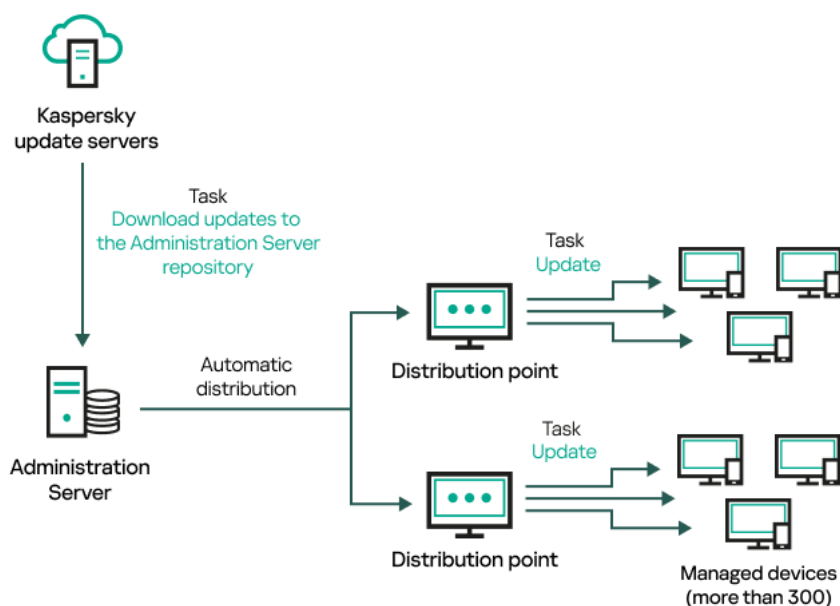 Kaspersky
update servers
Task
Download updates to
the Administration Server
repository
Task
Update
Distribution point
Automatic
distribution
Administration
Server
Task
Update
Distribution point
Managed devices
(more than 300)